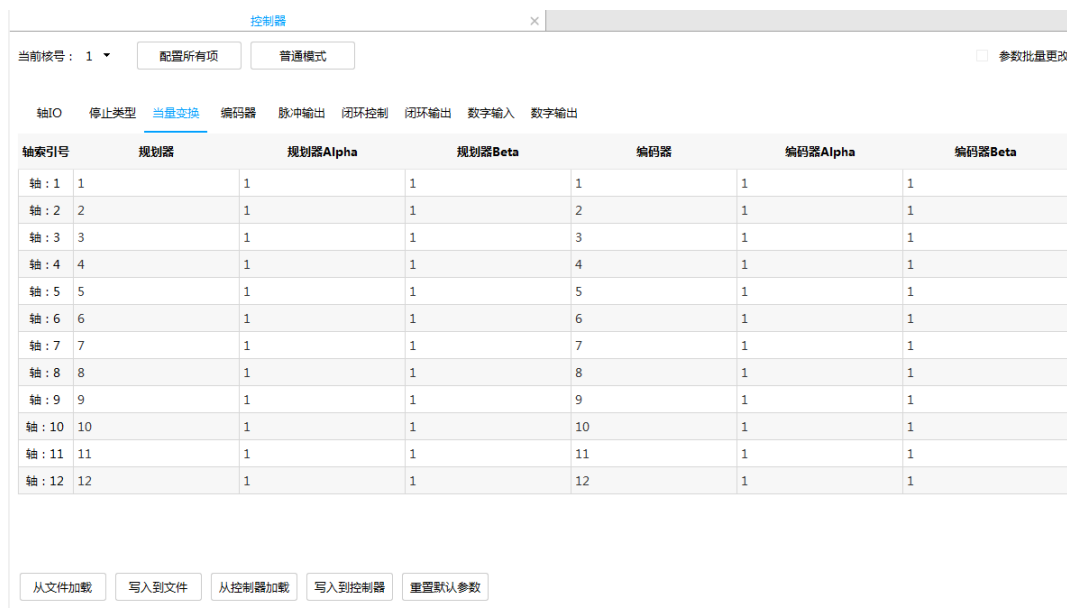 控制器 ×
当前核号： 1 配置所有项 普通模式 参数批量更改
轴IO 停止类型 当量变换 编码器 脉冲输出 闭环控制 闭环输出 数字输入 数字输出
轴索引号 规划器 规划器Alpha 规划器Beta 编码器 编码器Alpha 编码器Beta
轴：1 1 1 1 1 1 1
轴：2 2 1 1 2 1 1
轴：3 3 1 1 3 1 1
轴：4 4 1 1 4 1 1
轴：5 5 1 1 5 1 1
轴：6 6 1 1 6 1 1
轴：7 7 1 1 7 1 1
轴：8 8 1 1 8 1 1
轴：9 9 1 1 9 1 1
轴：10 10 1 1 10 1 1
轴：11 11 1 1 11 1 1
轴：12 12 1 1 12 1 1
从文件加载 写入到文件 从控制器加载 写入到控制器 重置默认参数